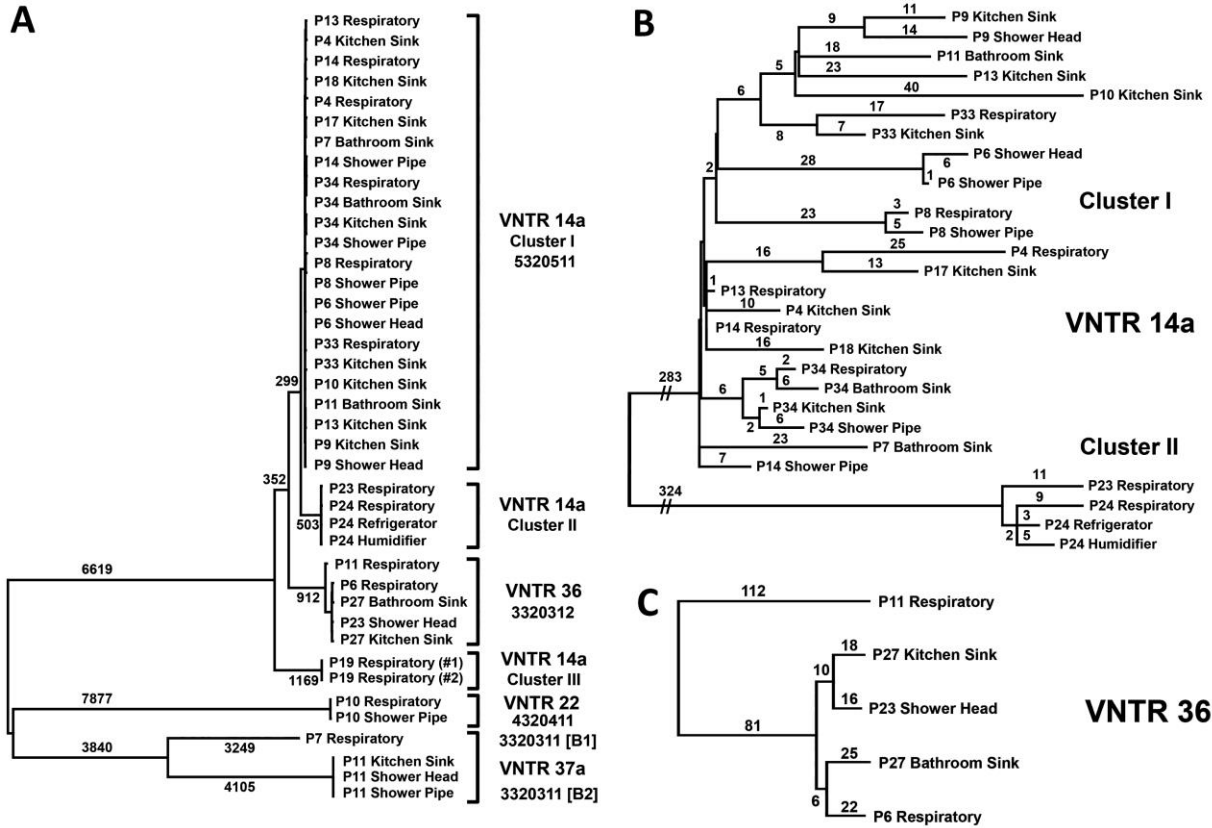 A
P13 Respiratory
P4 Kitchen Sink
P14 Respiratory
P18 Kitchen Sink
P4 Respiratory
P17 Kitchen Sink
P7 Bathroom Sink
P14 Shower Pipe
P34 Respiratory
P34 Bathroom Sink
P34 Kitchen Sink
P34 Shower Pipe
P8 Respiratory
P8 Shower Pipe
P6 Shower Pipe
P6 Shower Head
P33 Respiratory
P33 Kitchen Sink
P10 Kitchen Sink
P11 Bathroom Sink
P13 Kitchen Sink
P9 Kitchen Sink
P9 Shower Head
VNTR 14a
Cluster I
5320511
299
P23 Respiratory
P24 Respiratory
P24 Refrigerator
P24 Humidifier
VNTR 14a
Cluster II
352
503
P11 Respiratory
P6 Respiratory
P27 Bathroom Sink
P23 Shower Head
P27 Kitchen Sink
VNTR 36
3320312
6619
912
P19 Respiratory (#1)
P19 Respiratory (#2)
VNTR 14a
Cluster III
1169
7877
P10 Respiratory
P10 Shower Pipe
VNTR 22
4320411
3840
3249
P7 Respiratory
3320311 [B1]
P11 Kitchen Sink
P11 Shower Head
P11 Shower Pipe
VNTR 37a
4105
3320311 [B2]
B
11
9
P9 Kitchen Sink
14
P9 Shower Head
18
P11 Bathroom Sink
5
23
P13 Kitchen Sink
40
P10 Kitchen Sink
6
17
P33 Respiratory
7
8
P33 Kitchen Sink
2
28
P6 Shower Head
6
1
P6 Shower Pipe
Cluster I
23
3
P8 Respiratory
5
P8 Shower Pipe
16
25
P4 Respiratory
13
P17 Kitchen Sink
1
P13 Respiratory
10
P4 Kitchen Sink
P14 Respiratory
16
P18 Kitchen Sink
VNTR 14a
283
5
2
P34 Respiratory
6
P34 Bathroom Sink
6
1
P34 Kitchen Sink
2
6
P34 Shower Pipe
23
P7 Bathroom Sink
7
P14 Shower Pipe
Cluster II
324
11
P23 Respiratory
9
P24 Respiratory
3
P24 Refrigerator
2
5
P24 Humidifier
C
112
P11 Respiratory
18
P27 Kitchen Sink
10
16
P23 Shower Head
81
VNTR 36
25
P27 Bathroom Sink
6
22
P6 Respiratory